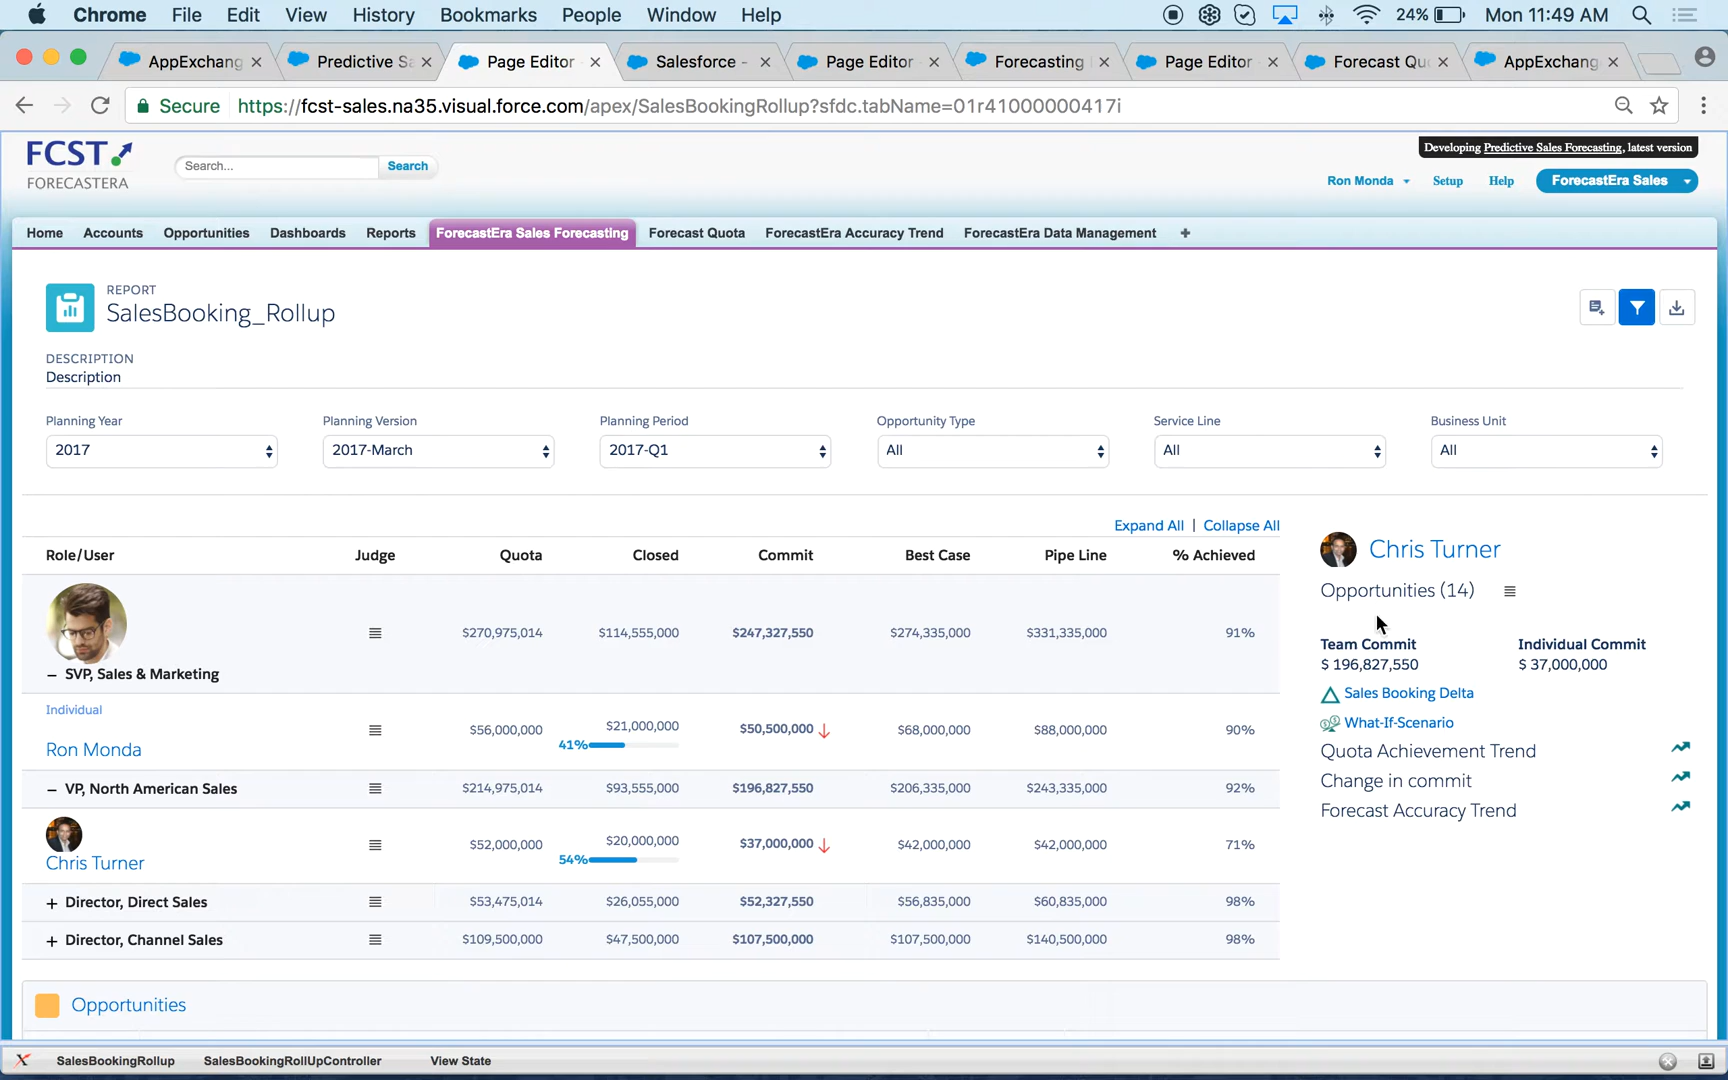 Chrome File Edit View History Bookmarks People Window Help 24% Mon 11:49 AM
AppExchang Predictive Sa Page Editor Salesforce - Page Editor Forecasting Page Editor Forecast Qu AppExchang
Secure https://fcst-sales.na35.visual.force.com/apex/SalesBookingRollup?sfdc.tabName=01r41000000417i
FCST
FORECASTERA
Search... Search
Developing Predictive Sales Forecasting, latest version
Ron Monda Setup Help ForecastEra Sales
Home Accounts Opportunities Dashboards Reports ForecastEra Sales Forecasting Forecast Quota ForecastEra Accuracy Trend ForecastEra Data Management +
REPORT
SalesBooking_Rollup
DESCRIPTION
Description
Planning Year Planning Version Planning Period Opportunity Type Service Line Business Unit
2017 2017-March 2017-Q1 All All All
Expand All | Collapse All
Role/User Judge Quota Closed Commit Best Case Pipe Line % Achieved
$270,975,014 $114,555,000 $247,327,550 $274,335,000 $331,335,000 91%
– SVP, Sales & Marketing
Individual
Ron Monda $56,000,000 $21,000,000 41% $50,500,000 $68,000,000 $88,000,000 90%
– VP, North American Sales $214,975,014 $93,555,000 $196,827,550 $206,335,000 $243,335,000 92%
Chris Turner $52,000,000 $20,000,000 54% $37,000,000 $42,000,000 $42,000,000 71%
+ Director, Direct Sales $53,475,014 $26,055,000 $52,327,550 $56,835,000 $60,835,000 98%
+ Director, Channel Sales $109,500,000 $47,500,000 $107,500,000 $107,500,000 $140,500,000 98%
Chris Turner
Opportunities (14)
Team Commit Individual Commit
$ 196,827,550 $ 37,000,000
Sales Booking Delta
What-If-Scenario
Quota Achievement Trend
Change in commit
Forecast Accuracy Trend
Opportunities
SalesBookingRollup SalesBookingRollUpController View State